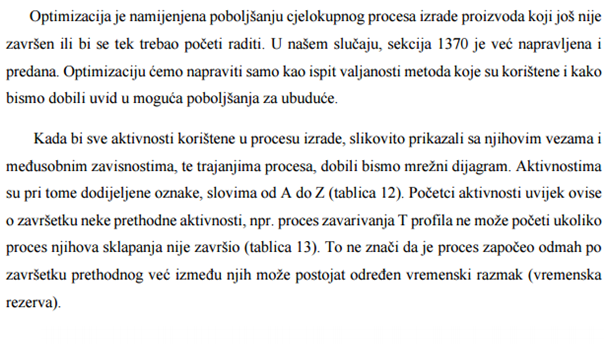 Optimizacija je namijenjena poboljšanju cjelokupnog procesa izrade proizvoda koji još nije
završen ili bi se tek trebao početi raditi. U našem slučaju, sekcija 1370 je već napravljena i
predana. Optimizaciju ćemo napraviti samo kao ispit valjanosti metoda koje su korištene i kako
bismo dobili uvid u moguća poboljšanja za ubuduće.
Kada bi sve aktivnosti korištene u procesu izrade, slikovito prikazali sa njihovim vezama i
međusobnim zavisnostima, te trajanjima procesa, dobili bismo mrežni dijagram. Aktivnostima
su pri tome dodijeljene oznake, slovima od A do Z (tablica 12). Početci aktivnosti uvijek ovise
o završetku neke prethodne aktivnosti, npr. proces zavarivanja T profila ne može početi ukoliko
proces njihova sklapanja nije završio (tablica 13). To ne znači da je proces započeo odmah po
završetku prethodnog već između njih može postojat određen vremenski razmak (vremenska
rezerva).